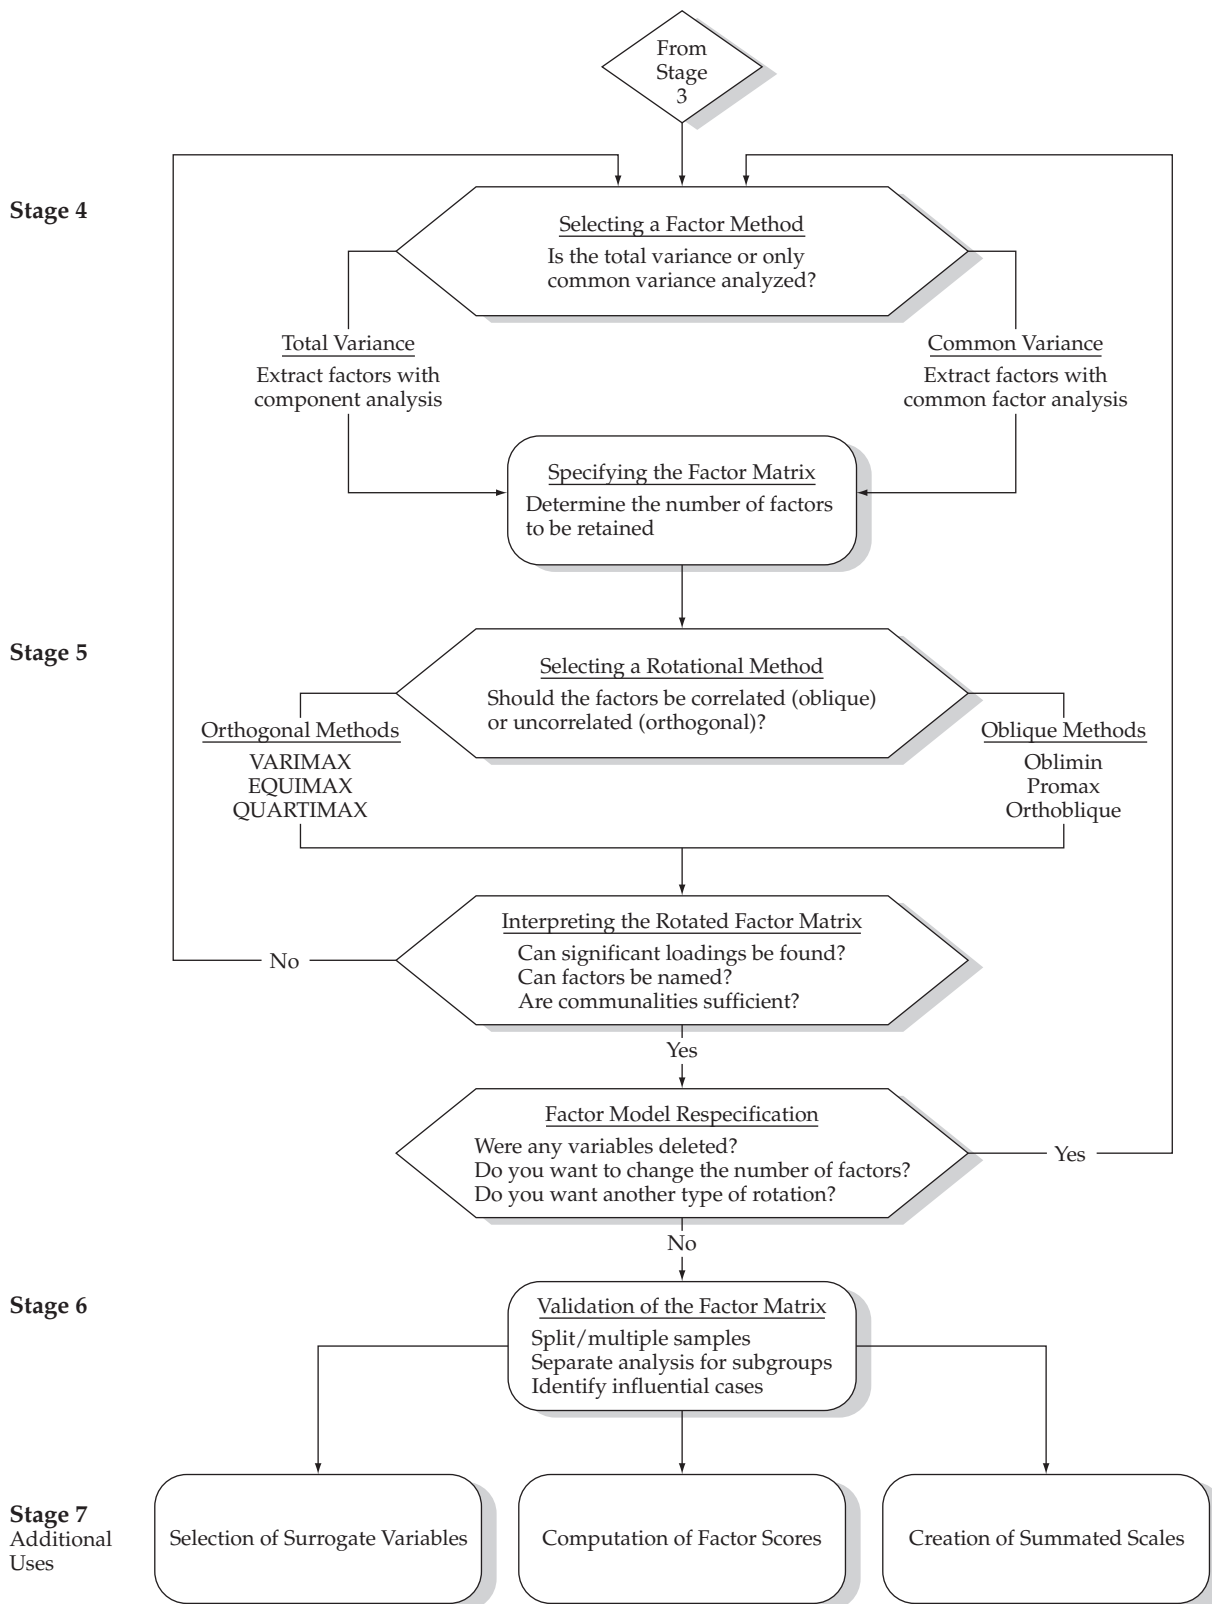 From
Stage
3
Stage 4
Selecting a Factor Method
Is the total variance or only
common variance analyzed?
Total Variance
Extract factors with
component analysis
Common Variance
Extract factors with
common factor analysis
Specifying the Factor Matrix
Determine the number of factors
to be retained
Stage 5
Selecting a Rotational Method
Should the factors be correlated (oblique)
or uncorrelated (orthogonal)?
Orthogonal Methods
VARIMAX
EQUIMAX
QUARTIMAX
Oblique Methods
Oblimin
Promax
Orthoblique
Interpreting the Rotated Factor Matrix
Can significant loadings be found?
Can factors be named?
Are communalities sufficient?
No
Yes
Factor Model Respecification
Were any variables deleted?
Do you want to change the number of factors?
Do you want another type of rotation?
Yes
No
Stage 6
Validation of the Factor Matrix
Split/multiple samples
Separate analysis for subgroups
Identify influential cases
Stage 7
Additional
Uses
Selection of Surrogate Variables
Computation of Factor Scores
Creation of Summated Scales